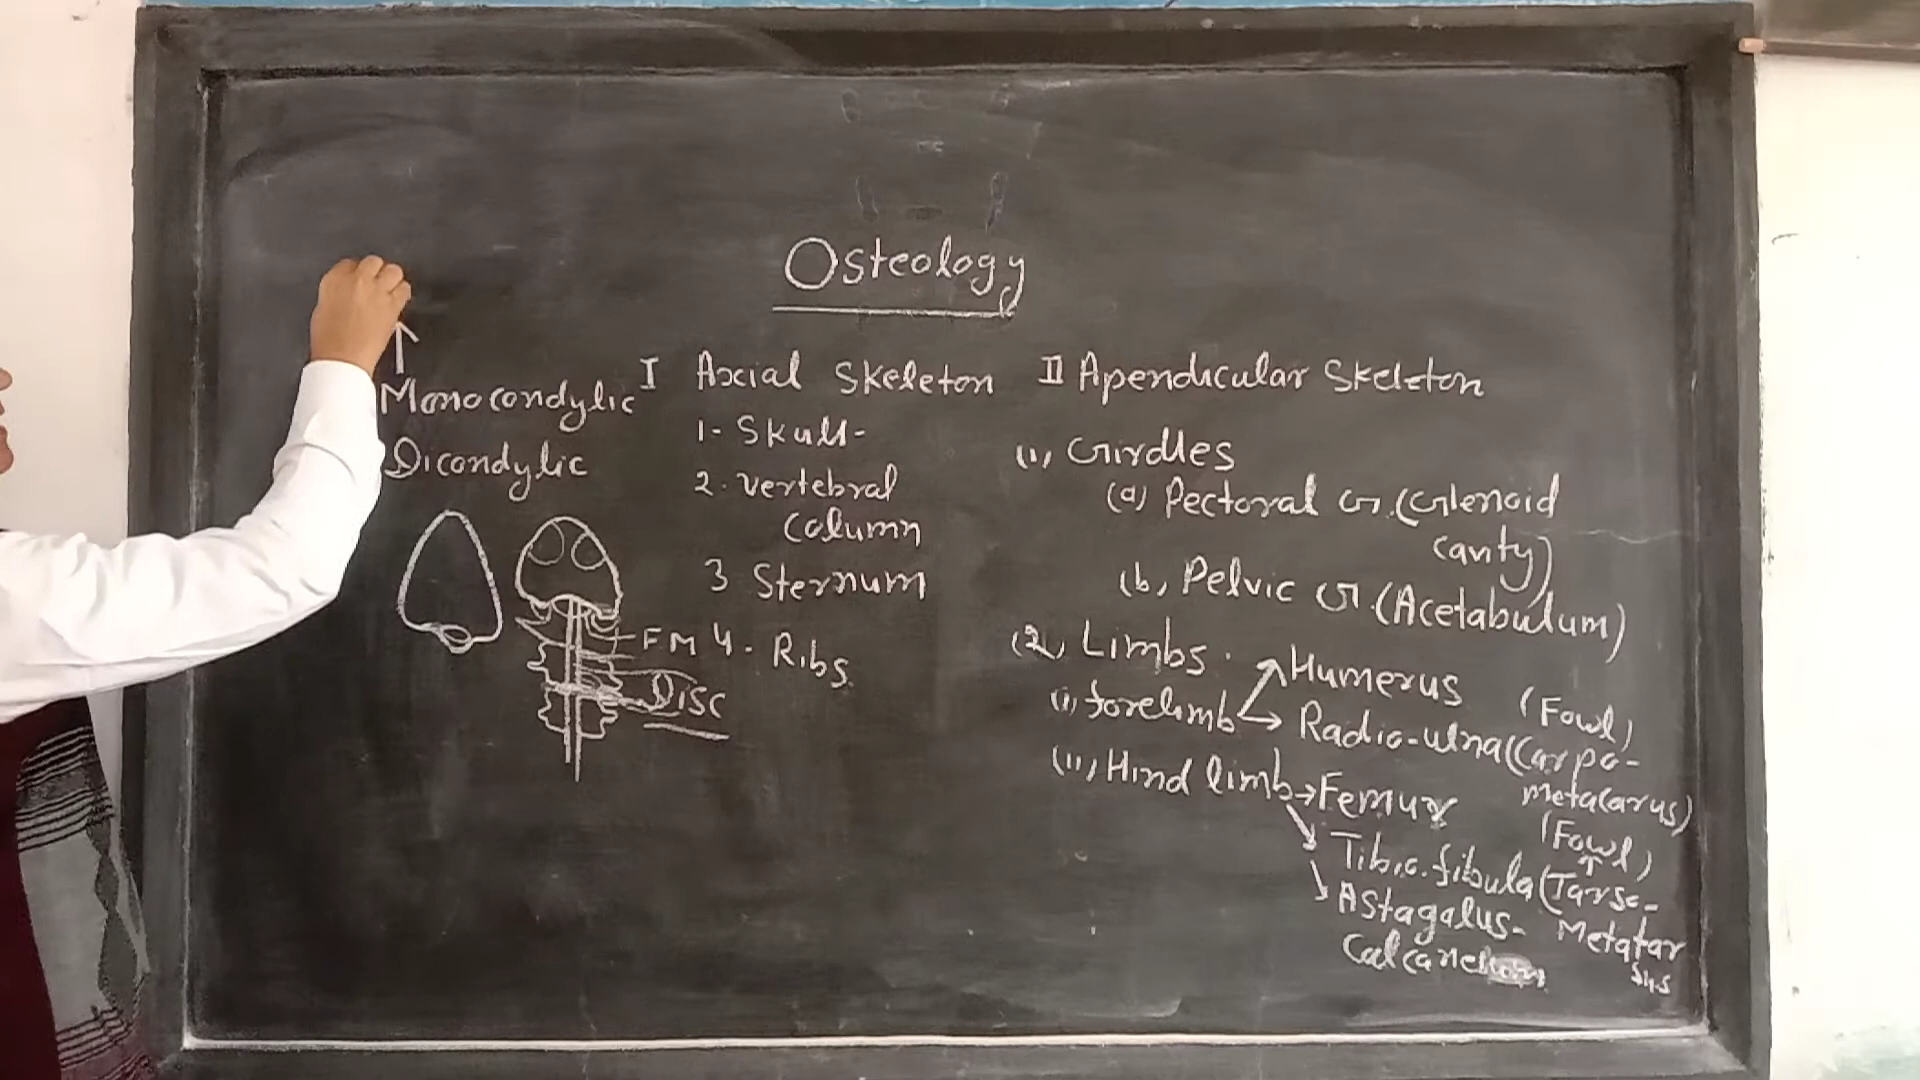 Osteology
Monocondylic
Dicondylic
FM
Disc
I Axial Skeleton
1- Skull-
2. Vertebral
Column
3 Sternum
4. Ribs
II Apendicular Skeleton
(1) Girdles
(a) Pectoral G. (Glenoid
cavity)
(b) Pelvic G. (Acetabulum)
(2) Limbs.
(i) forelimb → Humerus (Fowl)
→ Radio-ulna (Carpo-
metacarus)
(ii) Hind limb → Femur (Fowl)
Tibio.fibula (Tarso-
Astagalus- Metatar
Calcaneum sus